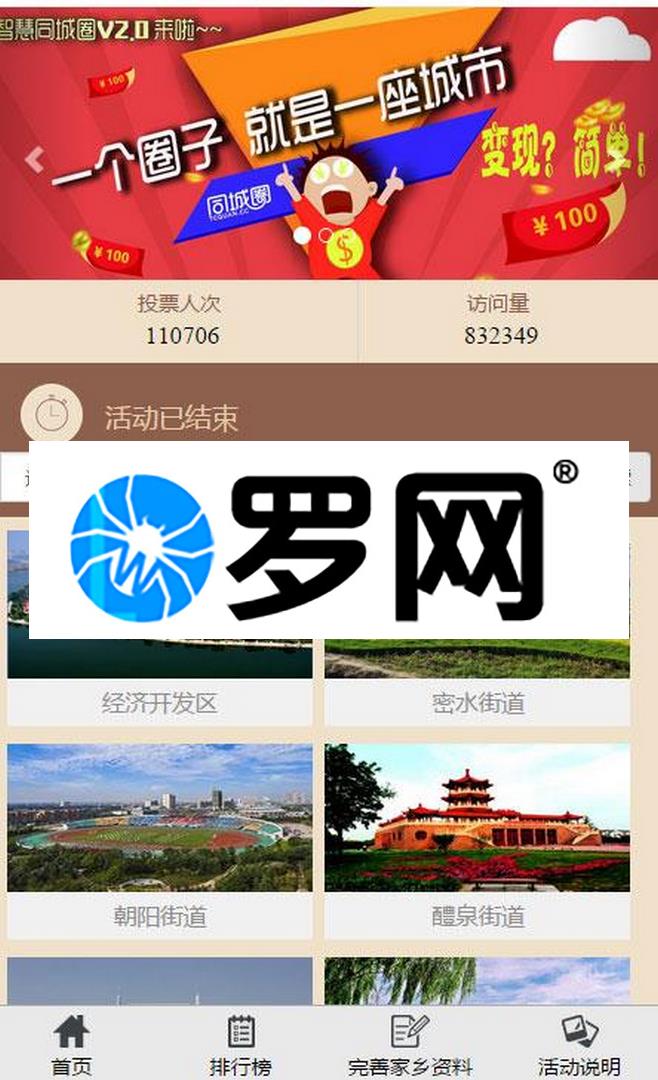 智慧同城圈V2.0 来啦~~
一个圈子 就是一座城市
变现? 简单!
同城圈
TCQUAN.CC
¥ 100
¥ 100
¥ 100
投票人次
访问量
110706
832349
活动已结束
罗网®
经济开发区
密水街道
朝阳街道
醴泉街道
首页
排行榜
完善家乡资料
活动说明